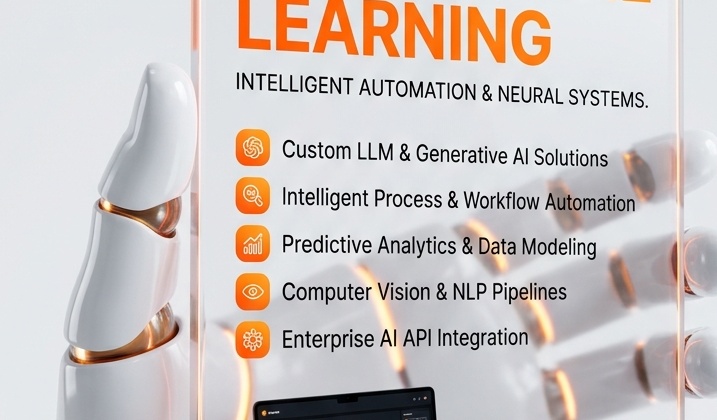 LEARNING
INTELLIGENT AUTOMATION & NEURAL SYSTEMS.
Custom LLM & Generative AI Solutions
Intelligent Process & Workflow Automation
Predictive Analytics & Data Modeling
Computer Vision & NLP Pipelines
Enterprise AI API Integration